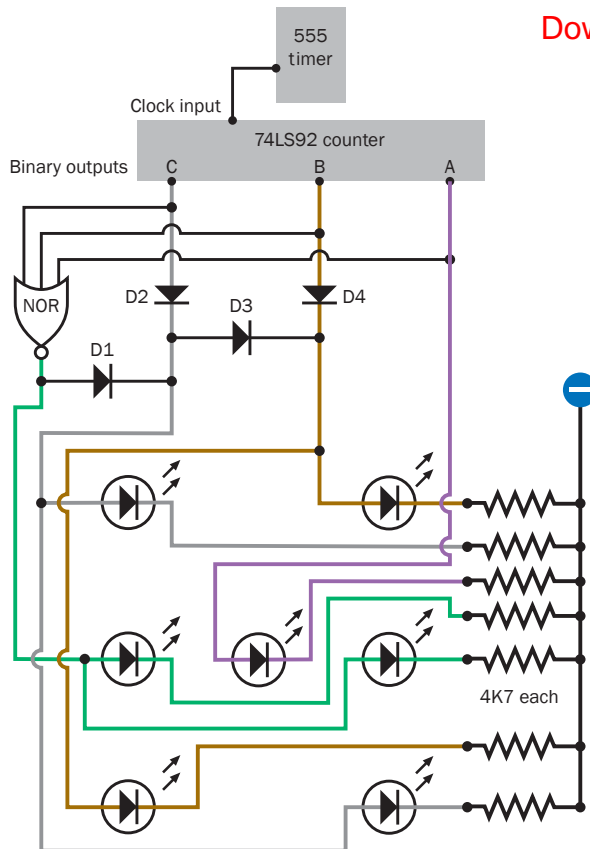 Dow
555
timer
Clock input
74LS92 counter
Binary outputs
C
B
A
NOR
D2
D3
D4
D1
4K7 each